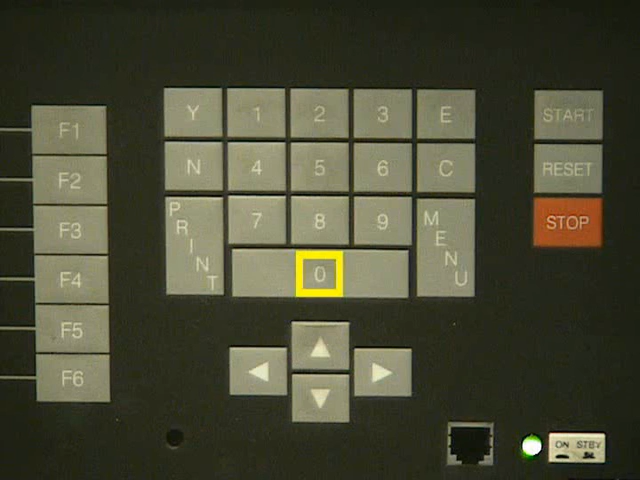 Y 1 2 3 E START
F1
N 4 5 6 C RESET
F2
PRINT 7 8 9 MENU STOP
F3
0
F4
F5
F6
ON STBY